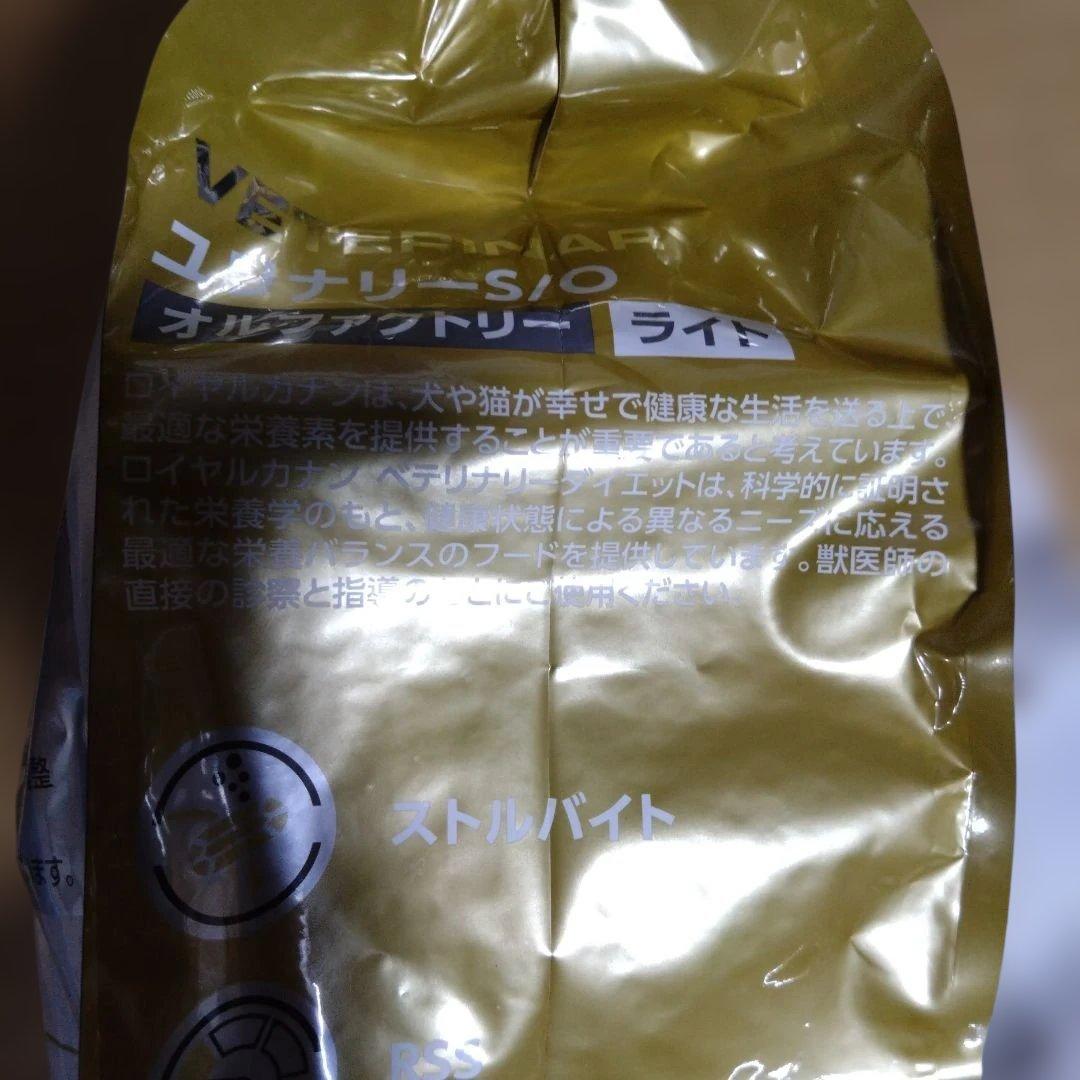 VETERINARY
ユリナリーS/O
オルファクトリー ライト
ロイヤルカナンは、犬や猫が幸せで健康な生活を送る上で、
最適な栄養素を提供することが重要であると考えています。
ロイヤルカナン ベテリナリーダイエットは、科学的に証明さ
れた栄養学のもと、健康状態による異なるニーズに応える
最適な栄養バランスのフードを提供しています。獣医師の
直接の診察と指導のもとにご使用ください。
ストルバイト
RSS
整
ます。